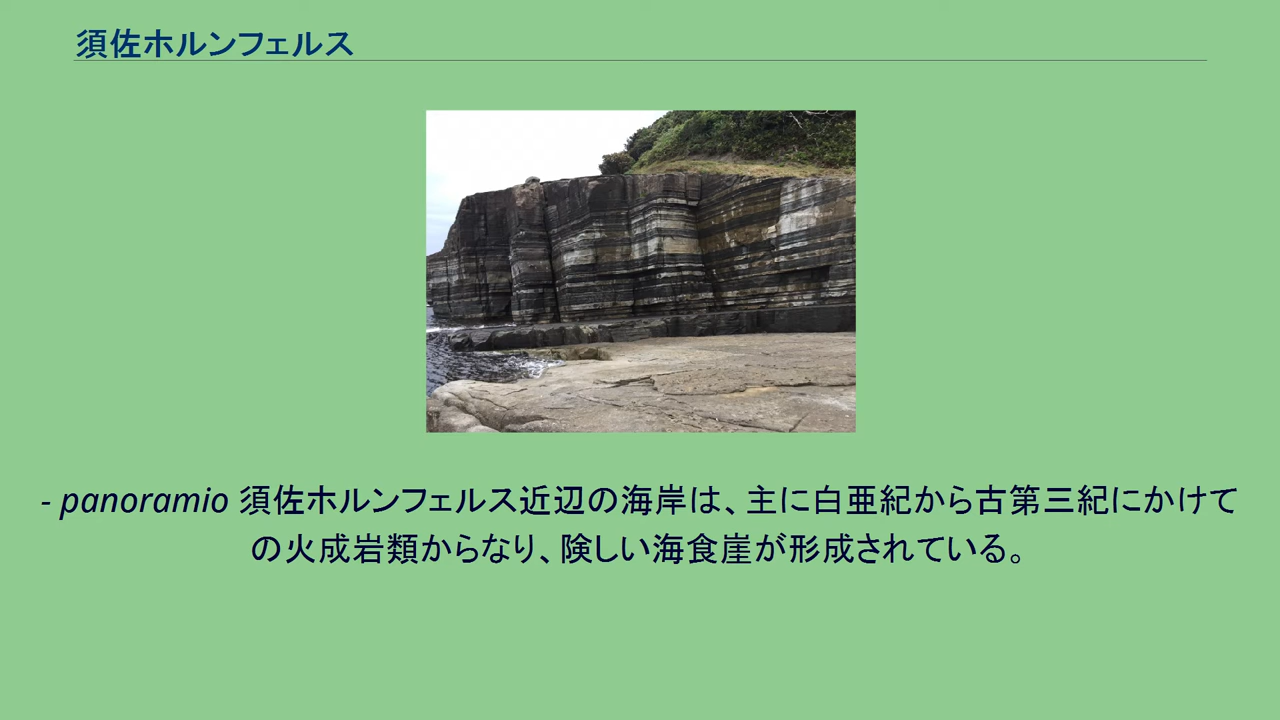 須佐ホルンフェルス
- panoramio 須佐ホルンフェルス近辺の海岸は、主に白亜紀から古第三紀にかけて
の火成岩類からなり、険しい海食崖が形成されている。